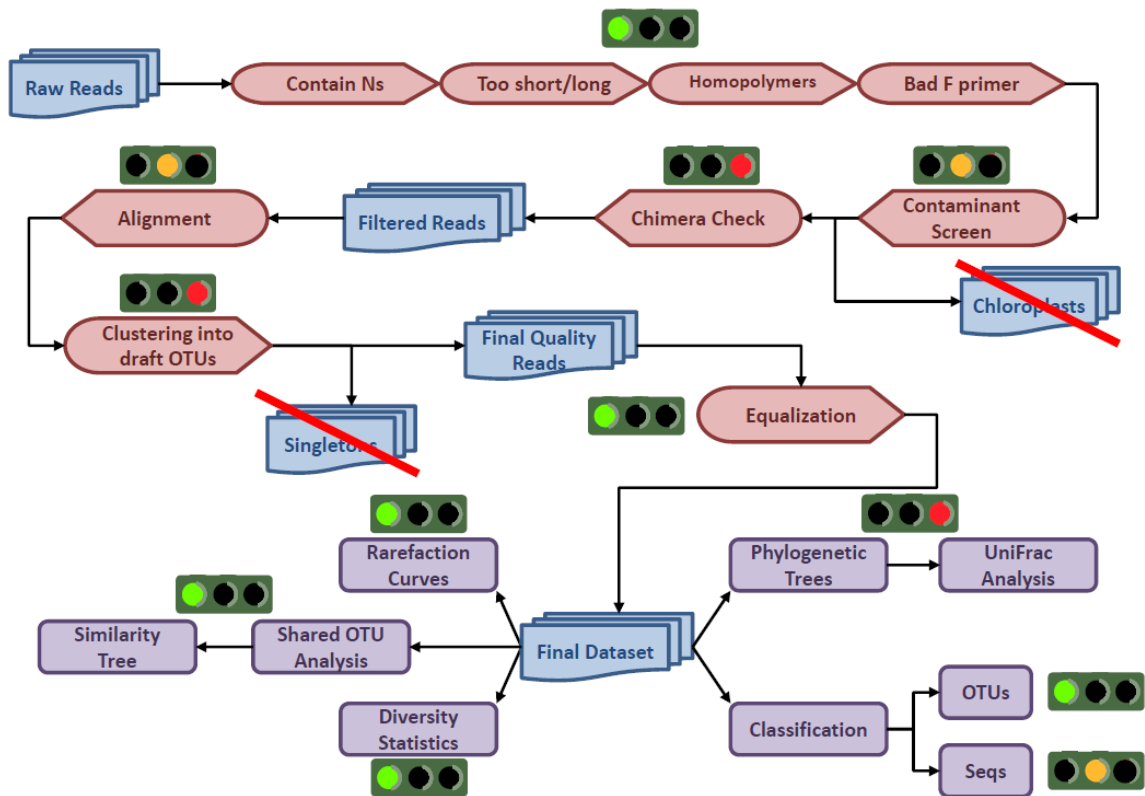 Raw Reads
Contain Ns
Too short/long
Homopolymers
Bad F primer
Alignment
Filtered Reads
Chimera Check
Contaminant
Screen
Chloroplasts
Clustering into
draft OTUs
Final Quality
Reads
Singletons
Equalization
Rarefaction
Curves
Phylogenetic
Trees
UniFrac
Analysis
Similarity
Tree
Shared OTU
Analysis
Final Dataset
OTUs
Diversity
Statistics
Classification
Seqs